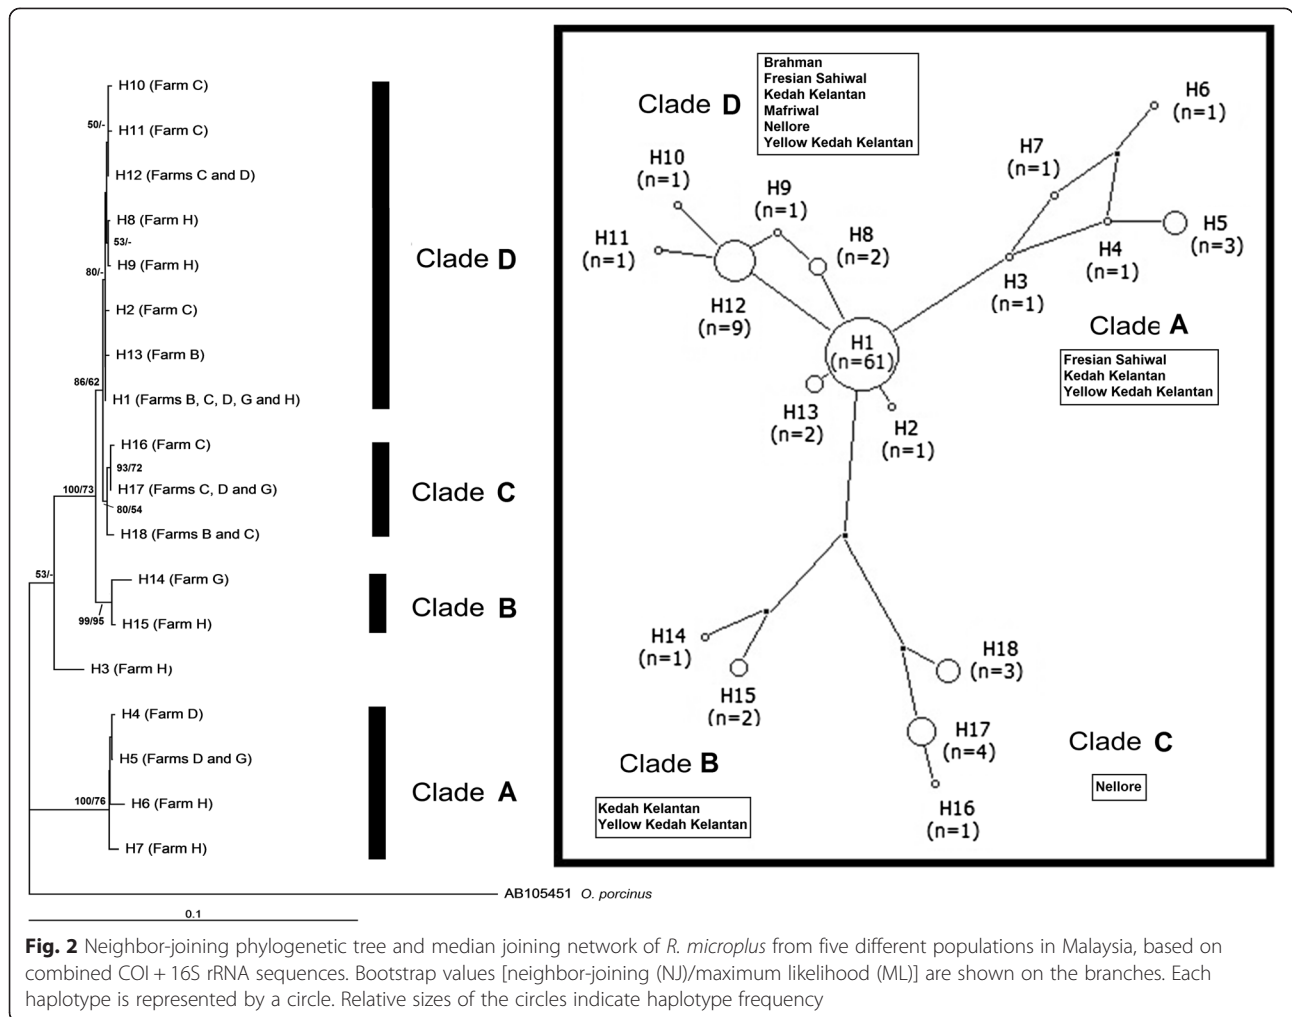 H10 (Farm C)
50/-
H11 (Farm C)
H12 (Farms C and D)
H8 (Farm H)
53/-
H9 (Farm H)
80/-
H2 (Farm C)
H13 (Farm B)
86/62
H1 (Farms B, C, D, G and H)
H16 (Farm C)
93/72
H17 (Farms C, D and G)
100/73
80/54
H18 (Farms B and C)
H14 (Farm G)
53/-
99/95
H15 (Farm H)
H3 (Farm H)
H4 (Farm D)
H5 (Farms D and G)
100/76
H6 (Farm H)
H7 (Farm H)
AB105451 O. porcinus
0.1
Clade D
Clade C
Clade B
Clade A
Clade D
Brahman
Fresian Sahiwal
Kedah Kelantan
Mafriwal
Nellore
Yellow Kedah Kelantan
H10
(n=1)
H9
(n=1)
H11
(n=1)
H8
(n=2)
H12
(n=9)
H1
(n=61)
H13
(n=2)
H2
(n=1)
H6
(n=1)
H7
(n=1)
H5
(n=3)
H4
(n=1)
H3
(n=1)
Clade A
Fresian Sahiwal
Kedah Kelantan
Yellow Kedah Kelantan
H14
(n=1)
H15
(n=2)
Clade B
Kedah Kelantan
Yellow Kedah Kelantan
H18
(n=3)
H17
(n=4)
H16
(n=1)
Clade C
Nellore
Fig. 2 Neighbor-joining phylogenetic tree and median joining network of R. microplus from five different populations in Malaysia, based on
combined COI + 16S rRNA sequences. Bootstrap values [neighbor-joining (NJ)/maximum likelihood (ML)] are shown on the branches. Each
haplotype is represented by a circle. Relative sizes of the circles indicate haplotype frequency